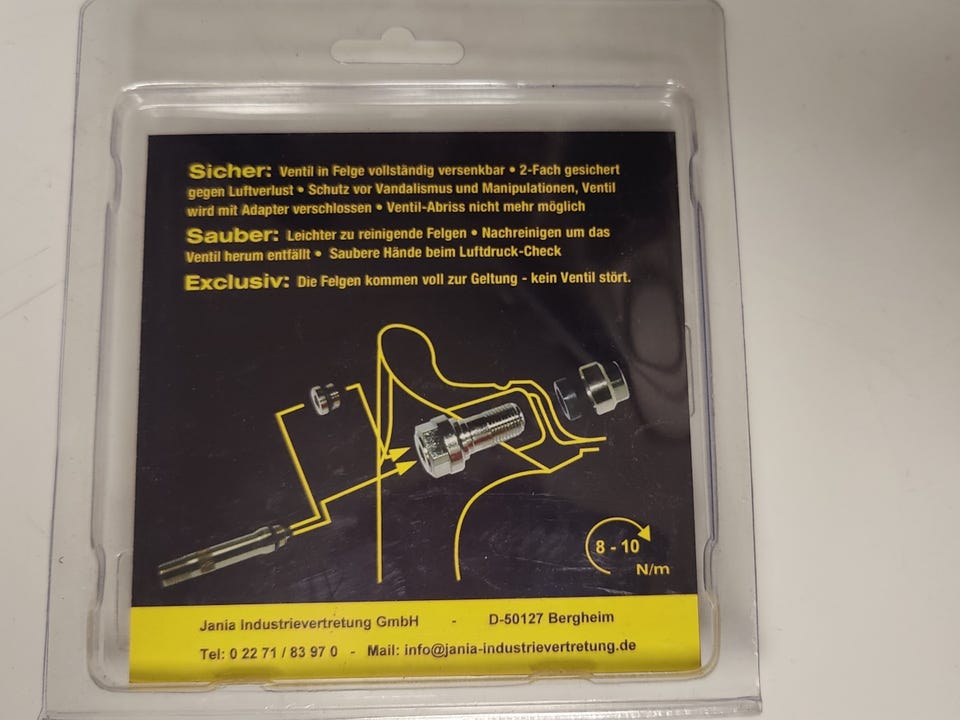 Sicher: Ventil in Felge vollständig versenkbar • 2-Fach gesichert
gegen Luftverlust • Schutz vor Vandalismus und Manipulationen, Ventil
wird mit Adapter verschlossen • Ventil-Abriss nicht mehr möglich
Sauber: Leichter zu reinigende Felgen • Nachreinigen um das
Ventil herum entfällt • Saubere Hände beim Luftdruck-Check
Exclusiv: Die Felgen kommen voll zur Geltung - kein Ventil stört.
8 - 10
N/m
Jania Industrievertretung GmbH - D-50127 Bergheim
Tel: 0 22 71 / 83 97 0 - Mail: info@jania-industrievertretung.de